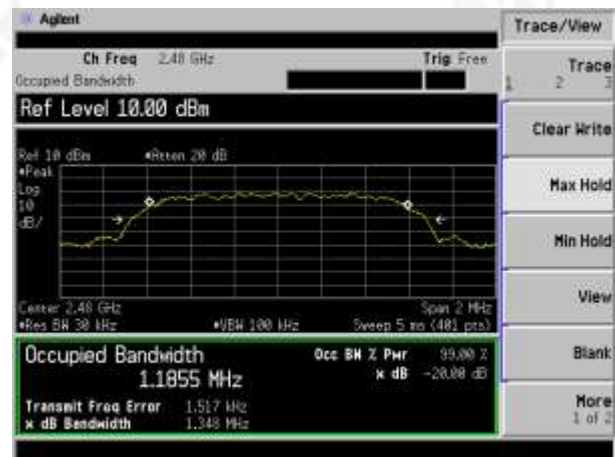 Agilent
Trace/View
Ch Freq 2.48 GHz Trig Free
Occupied Bandwidth
Trace
1 2 3
Ref Level 10.00 dBm
Clear Write
Ref 10 dBm #Atten 20 dB
#Peak
Log
10
dB/
Max Hold
Min Hold
View
Center 2.48 GHz Span 2 MHz
#Res BW 30 kHz #VBW 100 kHz Sweep 5 ms (401 pts)
Occupied Bandwidth
1.1855 MHz
Occ BW % Pwr 99.00 %
x dB -20.00 dB
Blank
Transmit Freq Error 1.517 kHz
x dB Bandwidth 1.348 MHz
More
1 of 2